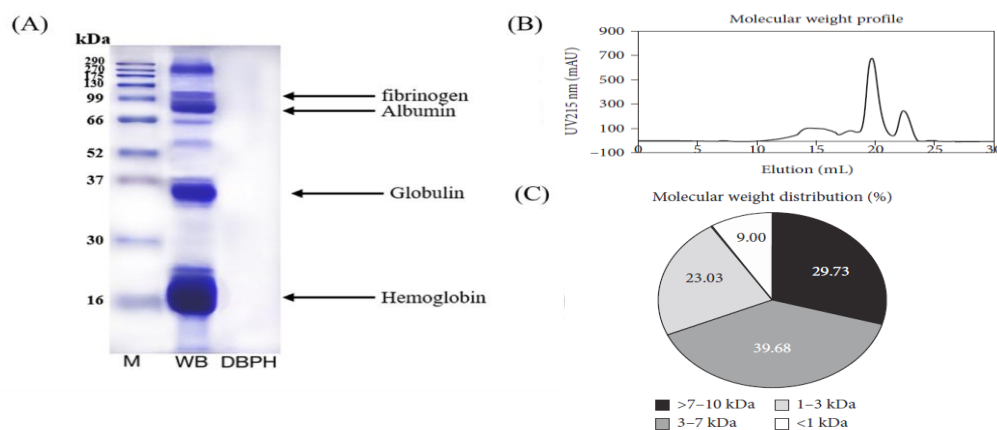 (A)
kDa
290
270
175
130
99
66
52
37
30
16
fibrinogen
Albumin
Globulin
Hemoglobin
M WB DBPH
(B)
Molecular weight profile
UV215 nm (mAU)
900
700
500
300
100
−100
0 5 10 15 20 25 30
Elution (mL)
(C)
Molecular weight distribution (%)
9.00
29.73
23.03
39.68
>7–10 kDa 1–3 kDa
3–7 kDa <1 kDa